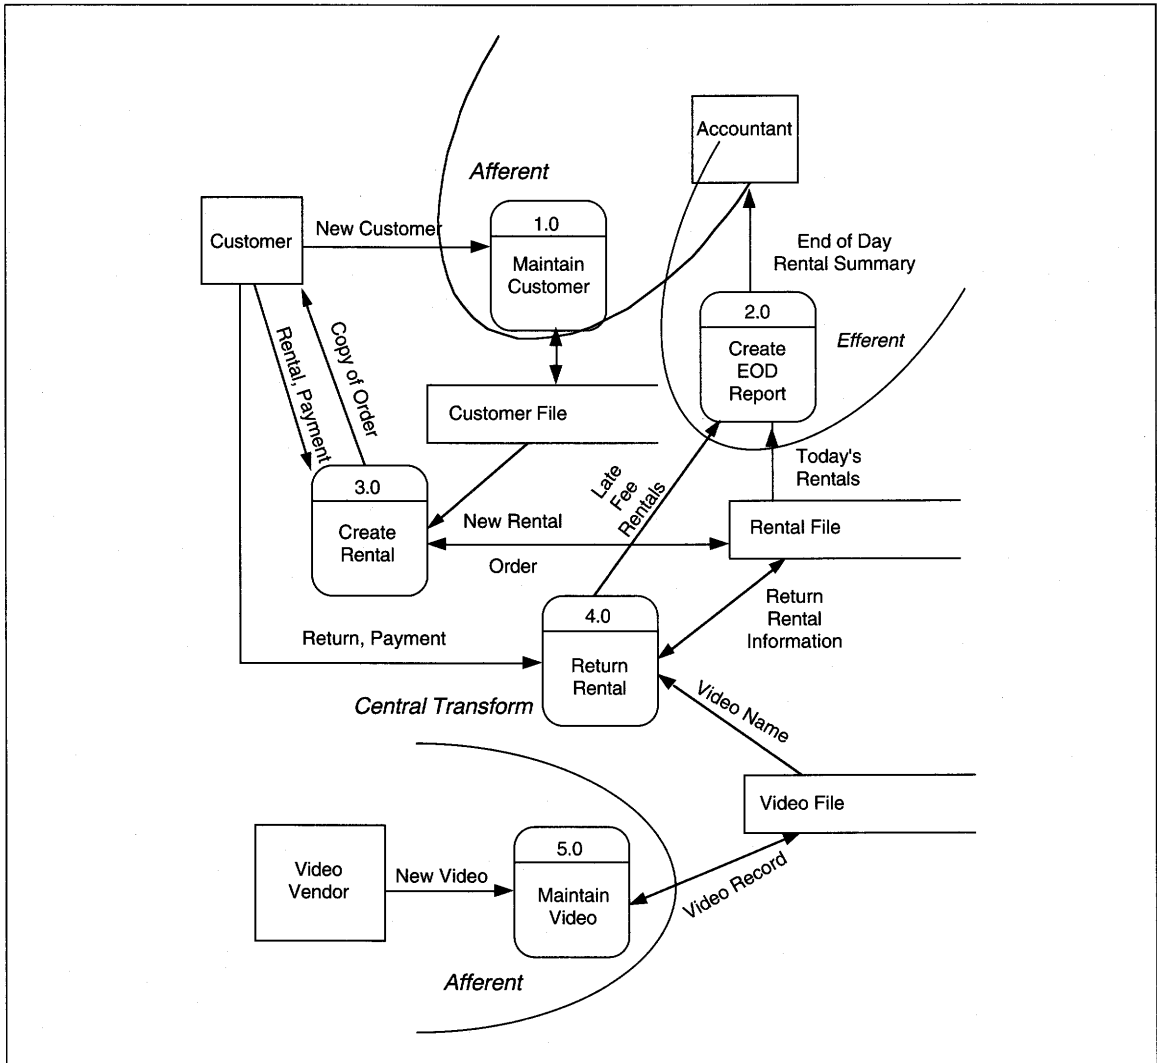 Accountant
Afferent
Customer
New Customer
1.0
Maintain
Customer
End of Day
Rental Summary
2.0
Create
EOD
Report
Efferent
Rental, Payment
Copy of Order
Customer File
Today's
Rentals
3.0
Create
Rental
Late
Fee
Rentals
New Rental
Order
Rental File
4.0
Return
Rental
Return
Rental
Information
Return, Payment
Central Transform
Video Name
Video File
Video
Vendor
New Video
5.0
Maintain
Video
Video Record
Afferent